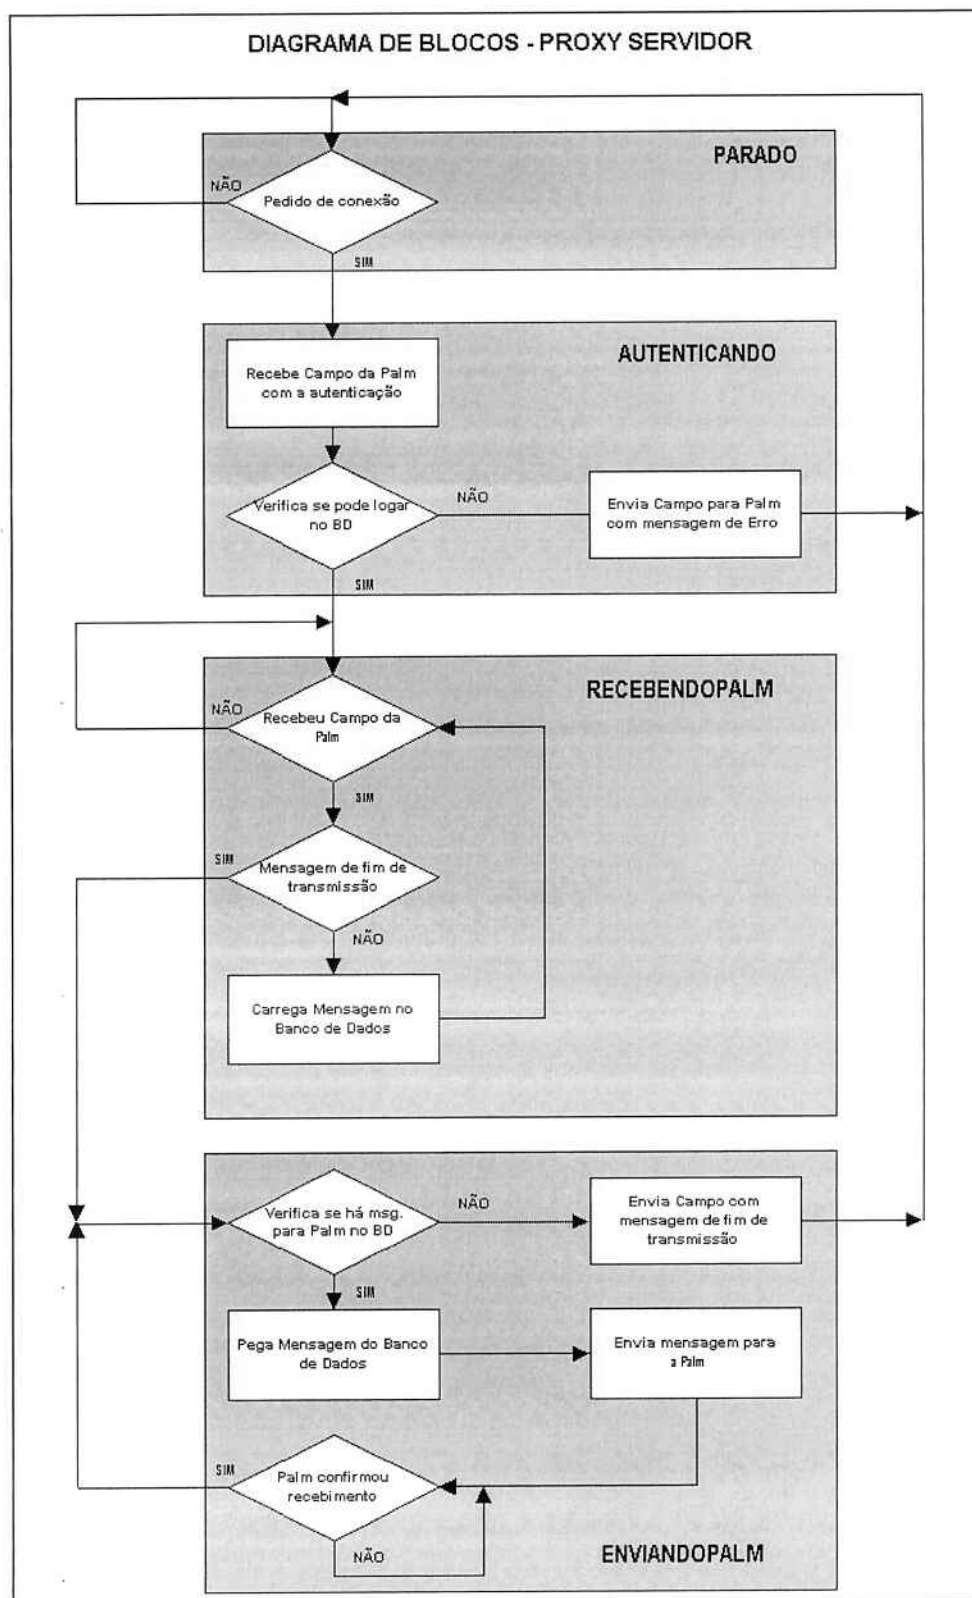 DIAGRAMA DE BLOCOS - PROXY SERVIDOR
PARADO
NÃO
Pedido de conexão
SIM
AUTENTICANDO
Recebe Campo da Palm
com a autenticação
Verifica se pode logar
no BD
NÃO
Envia Campo para Palm
com mensagem de Erro
SIM
RECEBENDOPALM
NÃO
Recebeu Campo da
Palm
SIM
SIM
Mensagem de fim de
transmissão
NÃO
Carrega Mensagem no
Banco de Dados
Verifica se há msg.
para Palm no BD
NÃO
Envia Campo com
mensagem de fim de
transmissão
SIM
Pega Mensagem do Banco
de Dados
Envia mensagem para
a Palm
SIM
Palm confirmou
recebimento
NÃO
ENVIANDOPALM